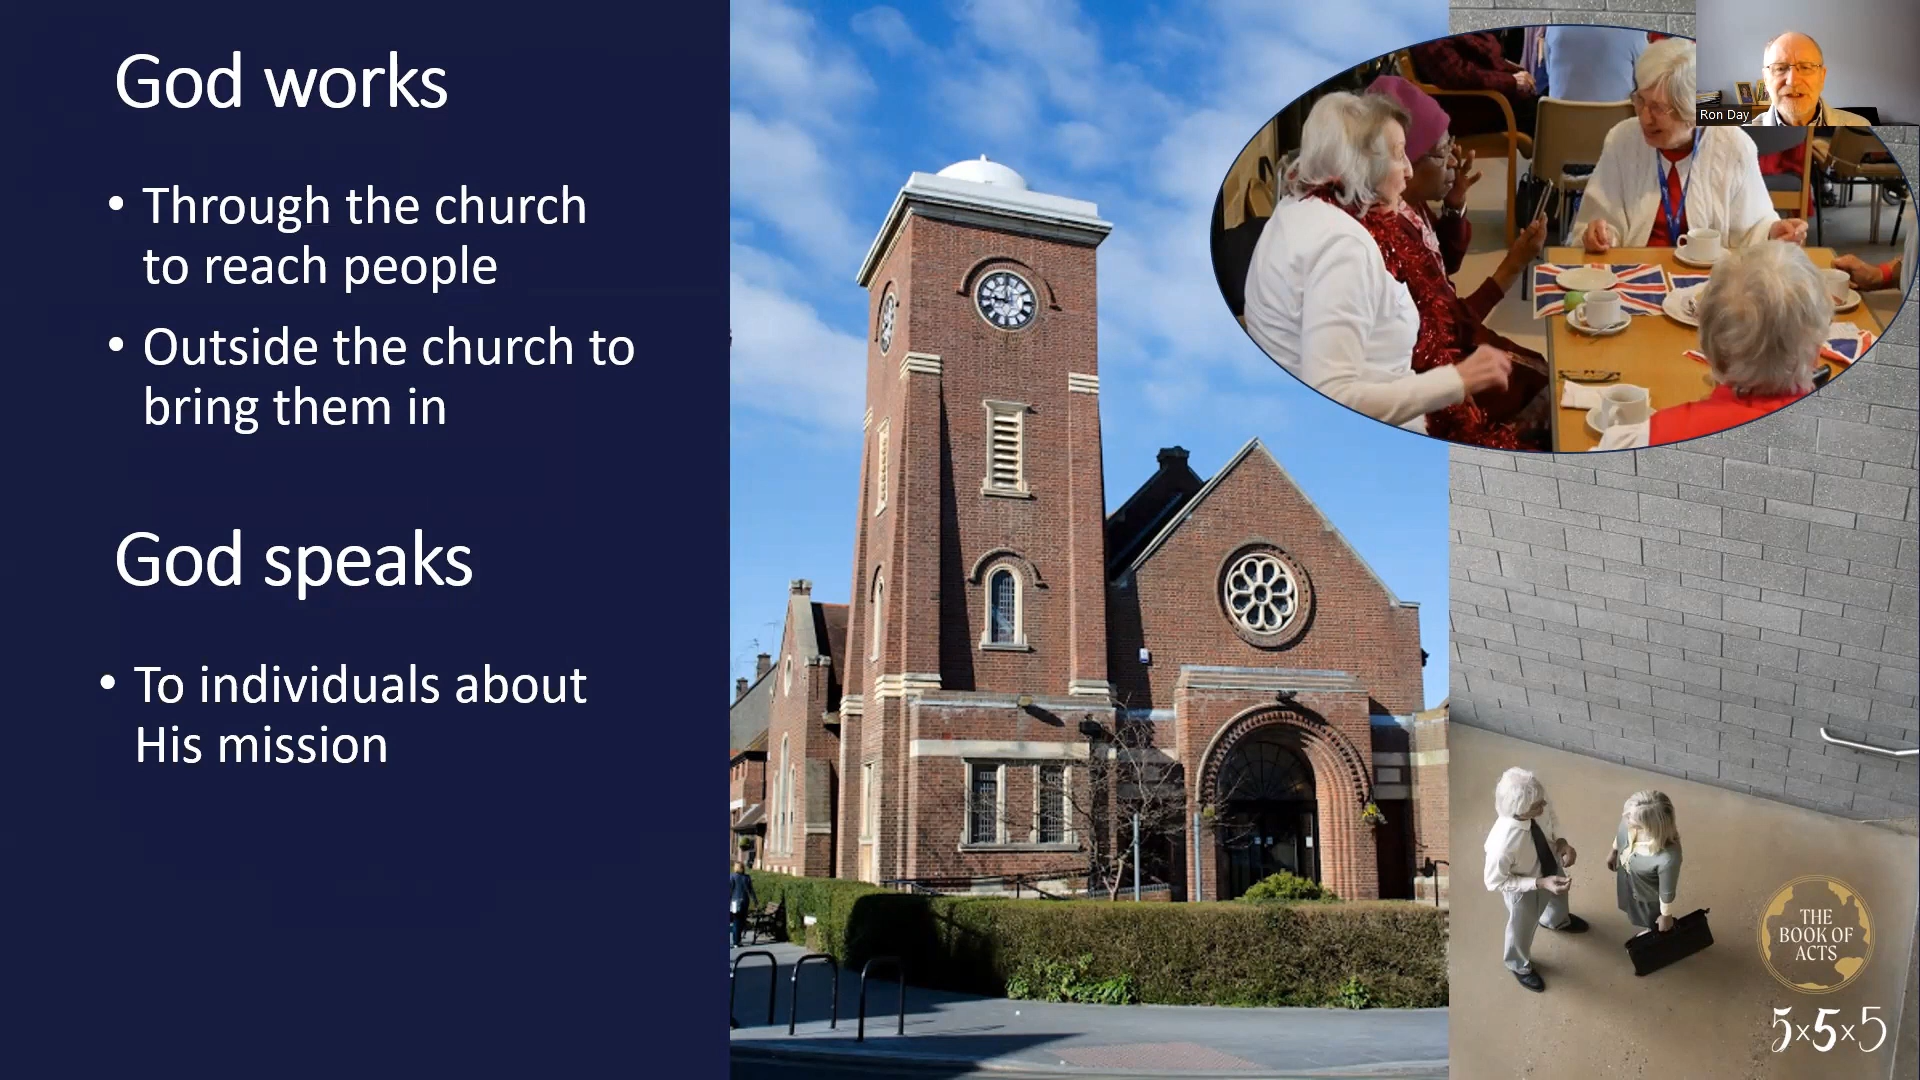 God works
• Through the church
to reach people
• Outside the church to
bring them in
God speaks
• To individuals about
His mission
Ron Day
THE
BOOK OF
ACTS
5x5x5